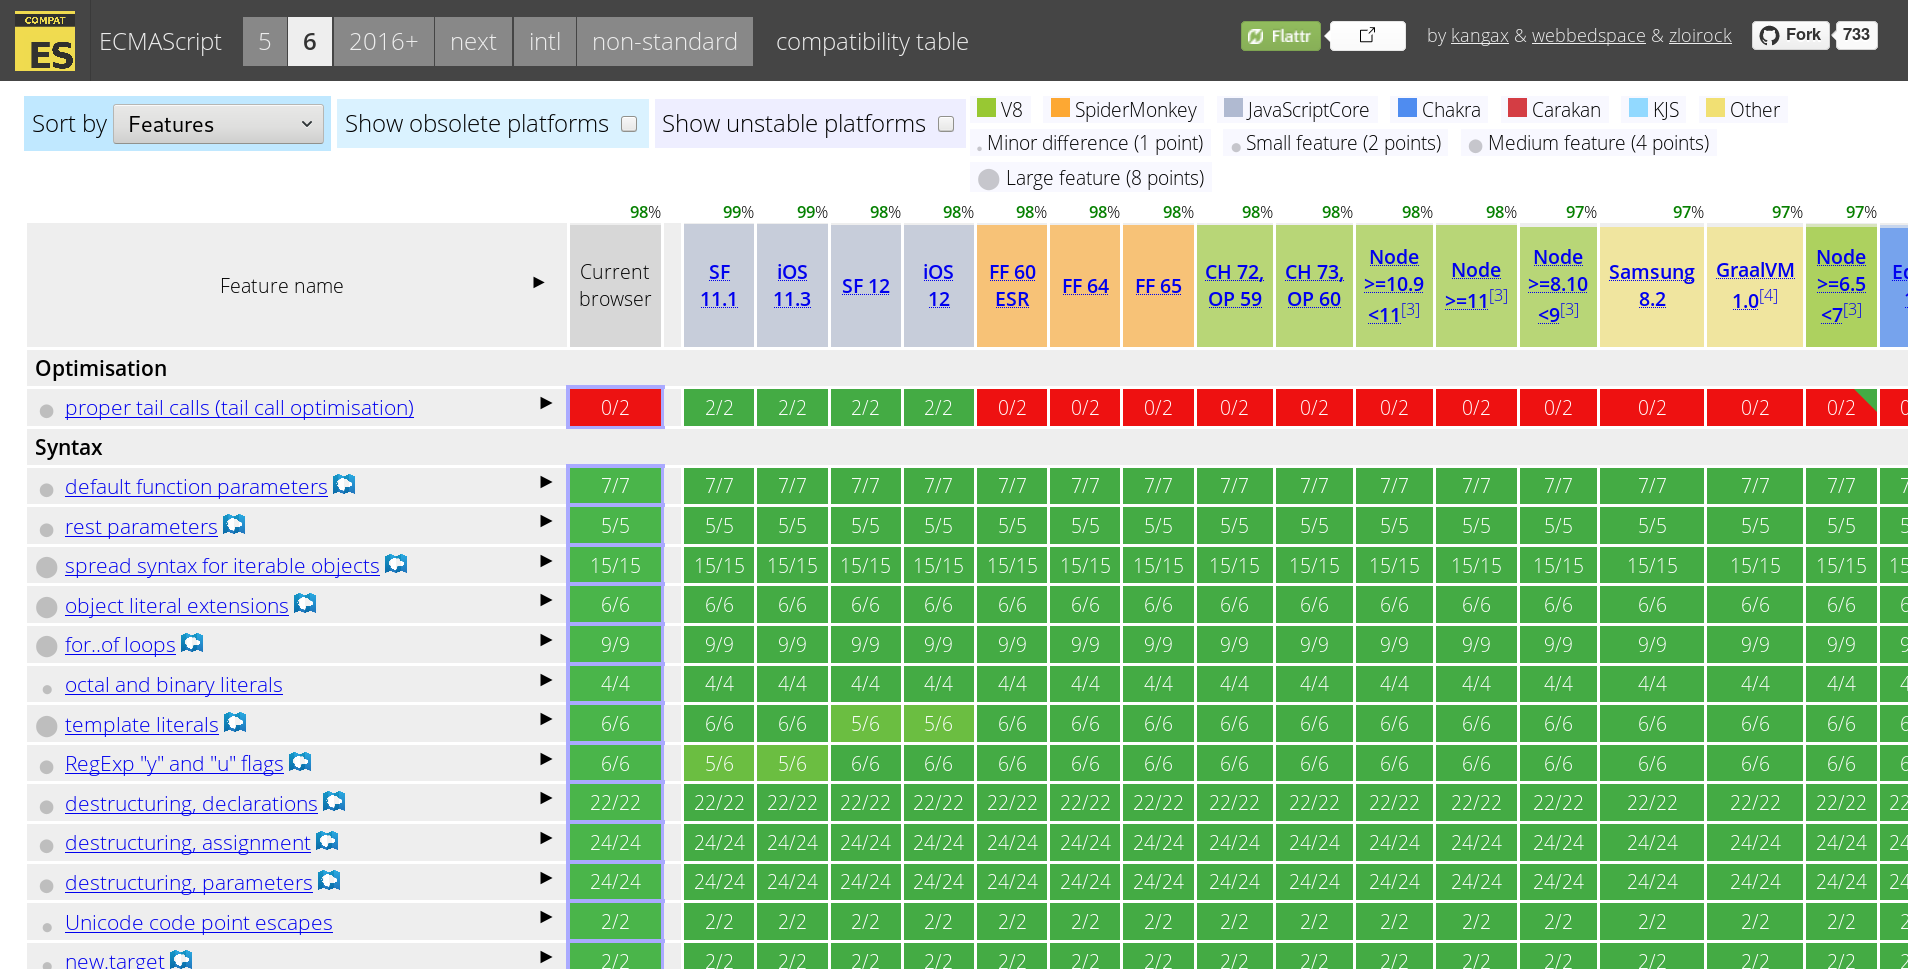 COMPAT
ES
ECMAScript 5 6 2016+ next intl non-standard compatibility table
Flattr
by kangax & webbedspace & zloirock
Fork 733
Sort by Features Show obsolete platforms Show unstable platforms
V8 SpiderMonkey JavaScriptCore Chakra Carakan KJS Other
Minor difference (1 point) Small feature (2 points) Medium feature (4 points)
Large feature (8 points)
98% 99% 99% 98% 98% 98% 98% 98% 98% 98% 98% 98% 97% 97% 97% 97%
Feature name
Current browser
SF 11.1
iOS 11.3
SF 12
iOS 12
FF 60 ESR
FF 64
FF 65
CH 72, OP 59
CH 73, OP 60
Node >=10.9 <11[3]
Node >=11[3]
Node >=8.10 <9[3]
Samsung 8.2
GraalVM 1.0[4]
Node >=6.5 <7[3]
Optimisation
proper tail calls (tail call optimisation) 0/2 2/2 2/2 2/2 2/2 0/2 0/2 0/2 0/2 0/2 0/2 0/2 0/2 0/2 0/2 0/2
Syntax
default function parameters 7/7 7/7 7/7 7/7 7/7 7/7 7/7 7/7 7/7 7/7 7/7 7/7 7/7 7/7 7/7 7/7
rest parameters 5/5 5/5 5/5 5/5 5/5 5/5 5/5 5/5 5/5 5/5 5/5 5/5 5/5 5/5 5/5 5/5
spread syntax for iterable objects 15/15 15/15 15/15 15/15 15/15 15/15 15/15 15/15 15/15 15/15 15/15 15/15 15/15 15/15 15/15 15/15
object literal extensions 6/6 6/6 6/6 6/6 6/6 6/6 6/6 6/6 6/6 6/6 6/6 6/6 6/6 6/6 6/6 6/6
for..of loops 9/9 9/9 9/9 9/9 9/9 9/9 9/9 9/9 9/9 9/9 9/9 9/9 9/9 9/9 9/9 9/9
octal and binary literals 4/4 4/4 4/4 4/4 4/4 4/4 4/4 4/4 4/4 4/4 4/4 4/4 4/4 4/4 4/4 4/4
template literals 6/6 6/6 6/6 5/6 5/6 6/6 6/6 6/6 6/6 6/6 6/6 6/6 6/6 6/6 6/6 6/6
RegExp "y" and "u" flags 6/6 5/6 5/6 6/6 6/6 6/6 6/6 6/6 6/6 6/6 6/6 6/6 6/6 6/6 6/6 6/6
destructuring, declarations 22/22 22/22 22/22 22/22 22/22 22/22 22/22 22/22 22/22 22/22 22/22 22/22 22/22 22/22 22/22 22/22
destructuring, assignment 24/24 24/24 24/24 24/24 24/24 24/24 24/24 24/24 24/24 24/24 24/24 24/24 24/24 24/24 24/24 24/24
destructuring, parameters 24/24 24/24 24/24 24/24 24/24 24/24 24/24 24/24 24/24 24/24 24/24 24/24 24/24 24/24 24/24 24/24
Unicode code point escapes 2/2 2/2 2/2 2/2 2/2 2/2 2/2 2/2 2/2 2/2 2/2 2/2 2/2 2/2 2/2 2/2
new.target 2/2 2/2 2/2 2/2 2/2 2/2 2/2 2/2 2/2 2/2 2/2 2/2 2/2 2/2 2/2 2/2